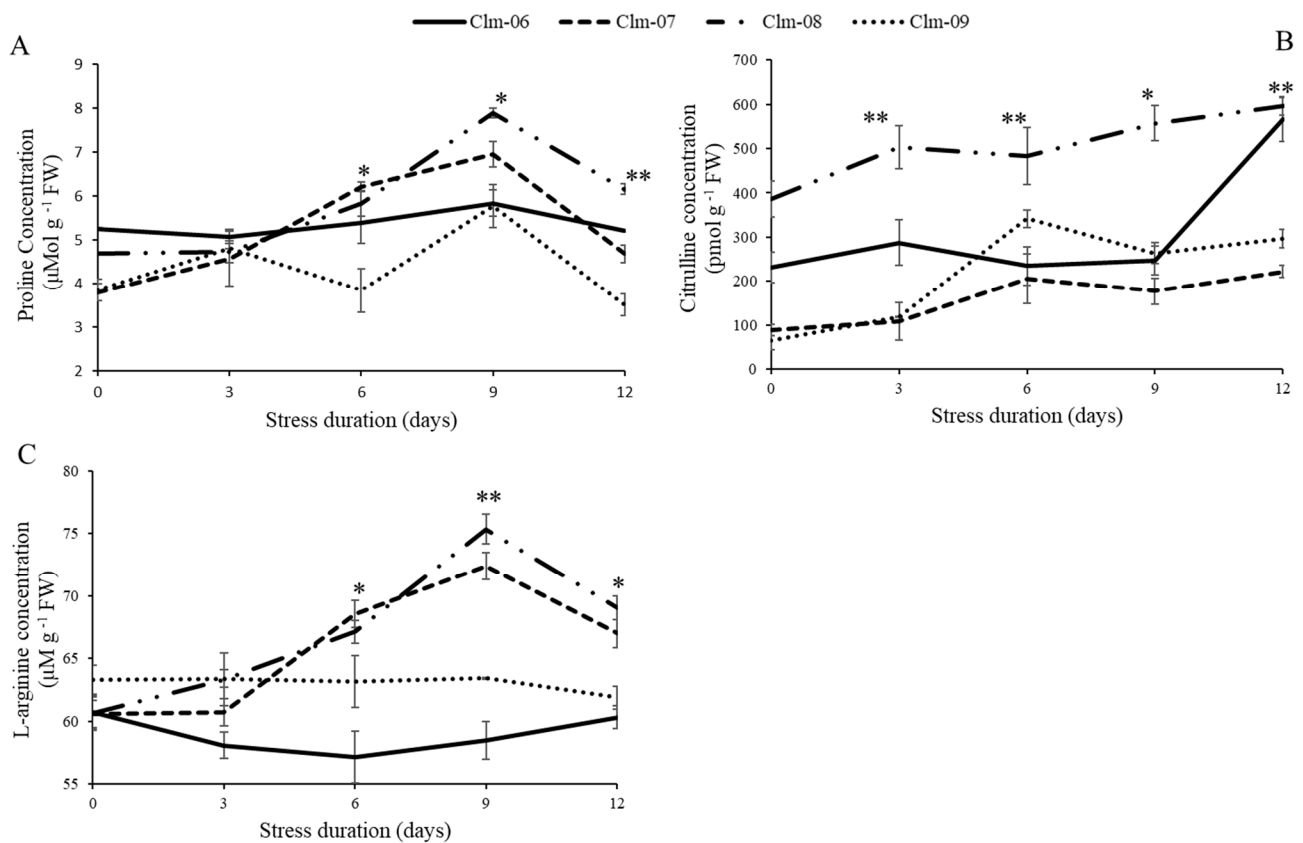 Clm-06 Clm-07 Clm-08 Clm-09
A
Proline Concentration
(µMol g -1 FW)
9
8
7
6
5
4
3
2
* * **
0 3 6 9 12
Stress duration (days)
B
Citrulline concentration
(pmol g -1 FW)
700
600
500
400
300
200
100
0
** ** * **
0 3 6 9 12
Stress duration (days)
C
L-arginine concentration
(µM g -1 FW)
80
75
70
65
60
55
* ** *
0 3 6 9 12
Stress duration (days)